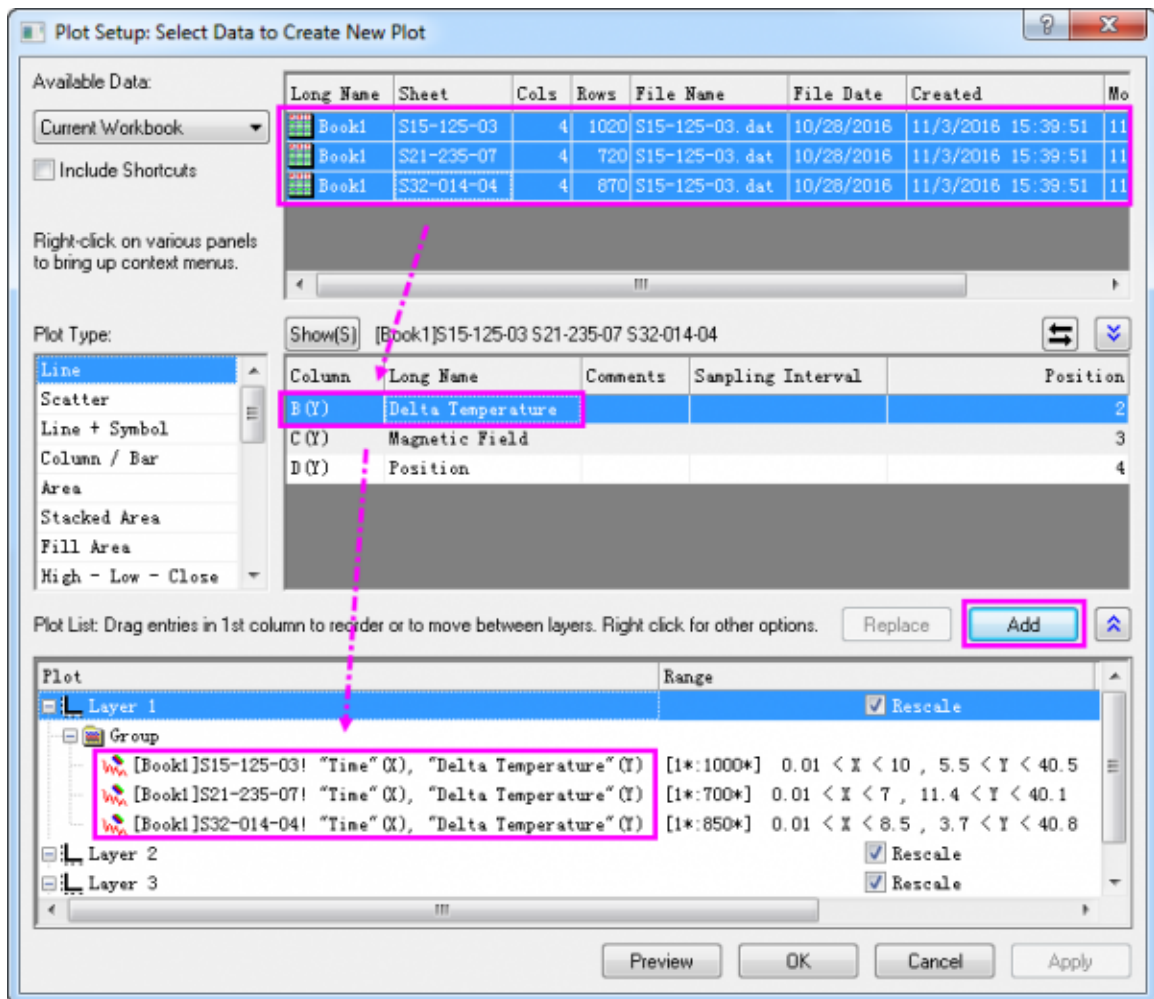 Plot Setup: Select Data to Create New Plot
Available Data:
Current Workbook
Include Shortcuts
Right-click on various panels
to bring up context menus.
Long Name Sheet Cols Rows File Name File Date Created Mo
Book1 S15-125-03 4 1020 S15-125-03.dat 10/28/2016 11/3/2016 15:39:51 11
Book1 S21-235-07 4 720 S15-125-03.dat 10/28/2016 11/3/2016 15:39:51 11
Book1 S32-014-04 4 870 S15-125-03.dat 10/28/2016 11/3/2016 15:39:51 11
Plot Type:
Line
Scatter
Line + Symbol
Column / Bar
Area
Stacked Area
Fill Area
High - Low - Close
Show(S) [Book1]S15-125-03 S21-235-07 S32-014-04
Column Long Name Comments Sampling Interval Position
B(Y) Delta Temperature 2
C(Y) Magnetic Field 3
D(Y) Position 4
Plot List: Drag entries in 1st column to reorder or to move between layers. Right click for other options. Replace Add
Plot Range
Layer 1 Rescale
Group
[Book1]S15-125-03! "Time"(X), "Delta Temperature"(Y) [1*:1000*] 0.01 < X < 10 , 5.5 < Y < 40.5
[Book1]S21-235-07! "Time"(X), "Delta Temperature"(Y) [1*:700*] 0.01 < X < 7 , 11.4 < Y < 40.1
[Book1]S32-014-04! "Time"(X), "Delta Temperature"(Y) [1*:850*] 0.01 < X < 8.5 , 3.7 < Y < 40.8
Layer 2 Rescale
Layer 3 Rescale
Preview OK Cancel Apply